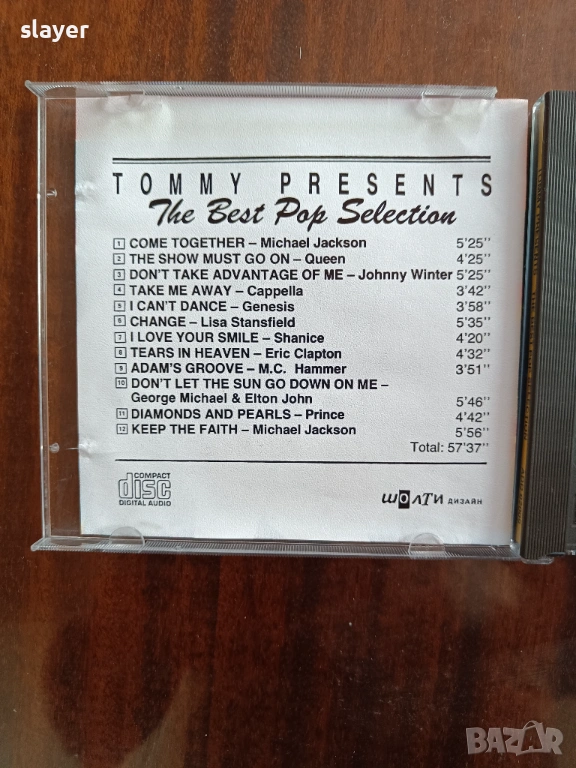 slayer
TOMMY PRESENTS
The Best Pop Selection
1 COME TOGETHER – Michael Jackson 5'25''
2 THE SHOW MUST GO ON – Queen 4'25''
3 DON'T TAKE ADVANTAGE OF ME – Johnny Winter 5'25''
4 TAKE ME AWAY – Cappella 3'42''
5 I CAN'T DANCE – Genesis 3'58''
6 CHANGE – Lisa Stansfield 5'35''
7 I LOVE YOUR SMILE – Shanice 4'20''
8 TEARS IN HEAVEN – Eric Clapton 4'32''
9 ADAM'S GROOVE – M.C. Hammer 3'51''
10 DON'T LET THE SUN GO DOWN ON ME –
George Michael & Elton John 5'46''
11 DIAMONDS AND PEARLS – Prince 4'42''
12 KEEP THE FAITH – Michael Jackson 5'56''
Total: 57'37''
COMPACT
disc
DIGITAL AUDIO
ШОЛТИ ДИЗАЙН
BAZAR